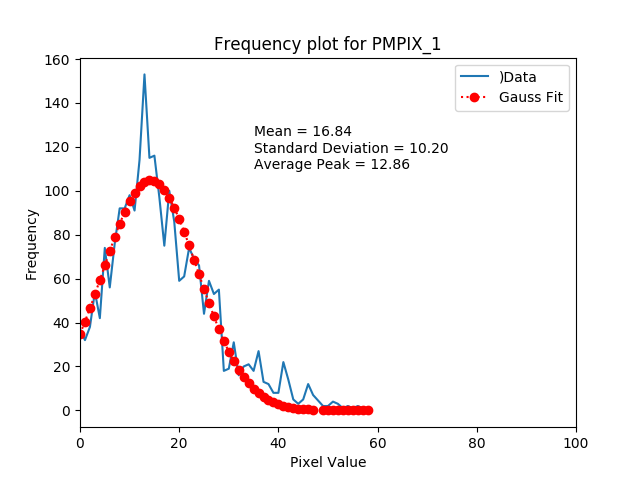 Frequency plot for PMPIX_1
160
140
120
100
80
60
40
20
0
Frequency
)Data
Gauss Fit
Mean = 16.84
Standard Deviation = 10.20
Average Peak = 12.86
0 20 40 60 80 100
Pixel Value